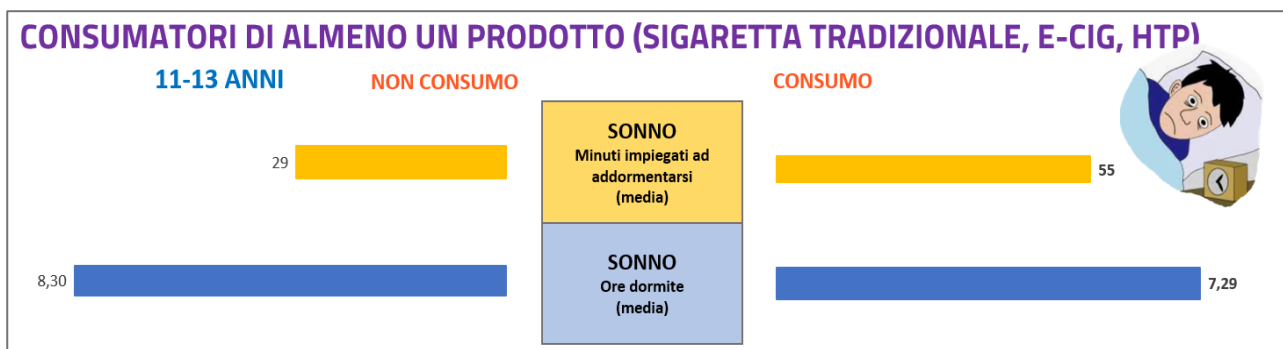 CONSUMATORI DI ALMENO UN PRODOTTO (SIGARETTA TRADIZIONALE, E-CIG, HTP)
11-13 ANNI
NON CONSUMO
CONSUMO
29
SONNO
Minuti impiegati ad
addormentarsi
(media)
55
8,30
SONNO
Ore dormite
(media)
7,29